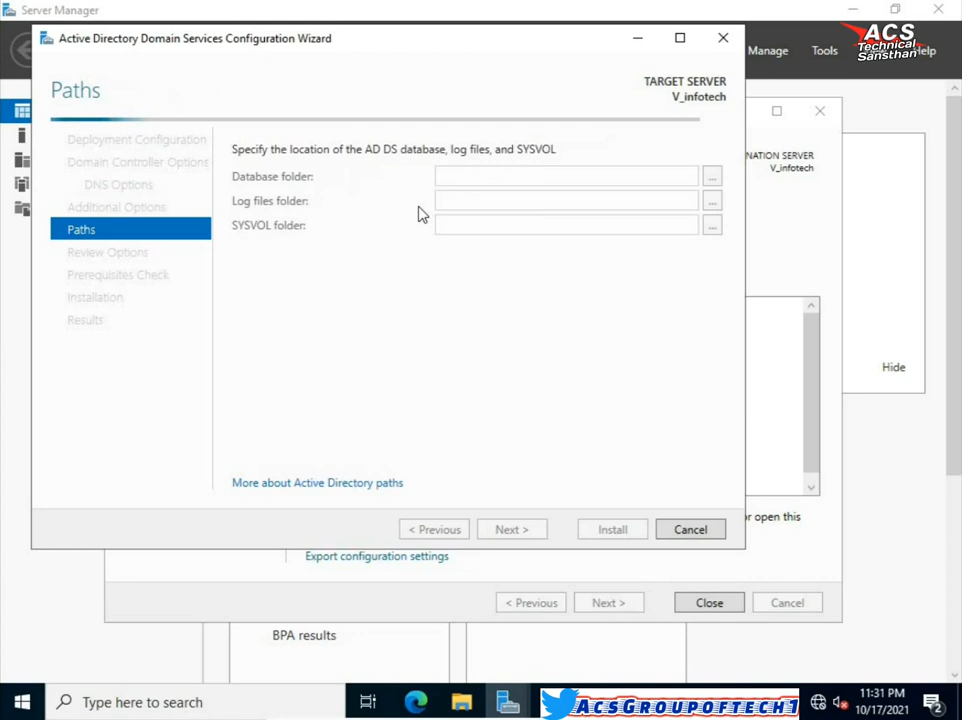 Server Manager
Active Directory Domain Services Configuration Wizard
ACS
Technical
Sansthan
Manage Tools
elp
Paths
TARGET SERVER
V_infotech
Deployment Configuration
Domain Controller Options
DNS Options
Additional Options
Paths
Review Options
Prerequisites Check
Installation
Results
Specify the location of the AD DS database, log files, and SYSVOL
Database folder: ...
Log files folder: ...
SYSVOL folder: ...
NATION SERVER
V_infotech
Hide
More about Active Directory paths
< Previous Next > Install Cancel
or open this
Export configuration settings
< Previous Next > Close Cancel
BPA results
Type here to search
ACSGROUPOFTECH1
11:31 PM
10/17/2021
2